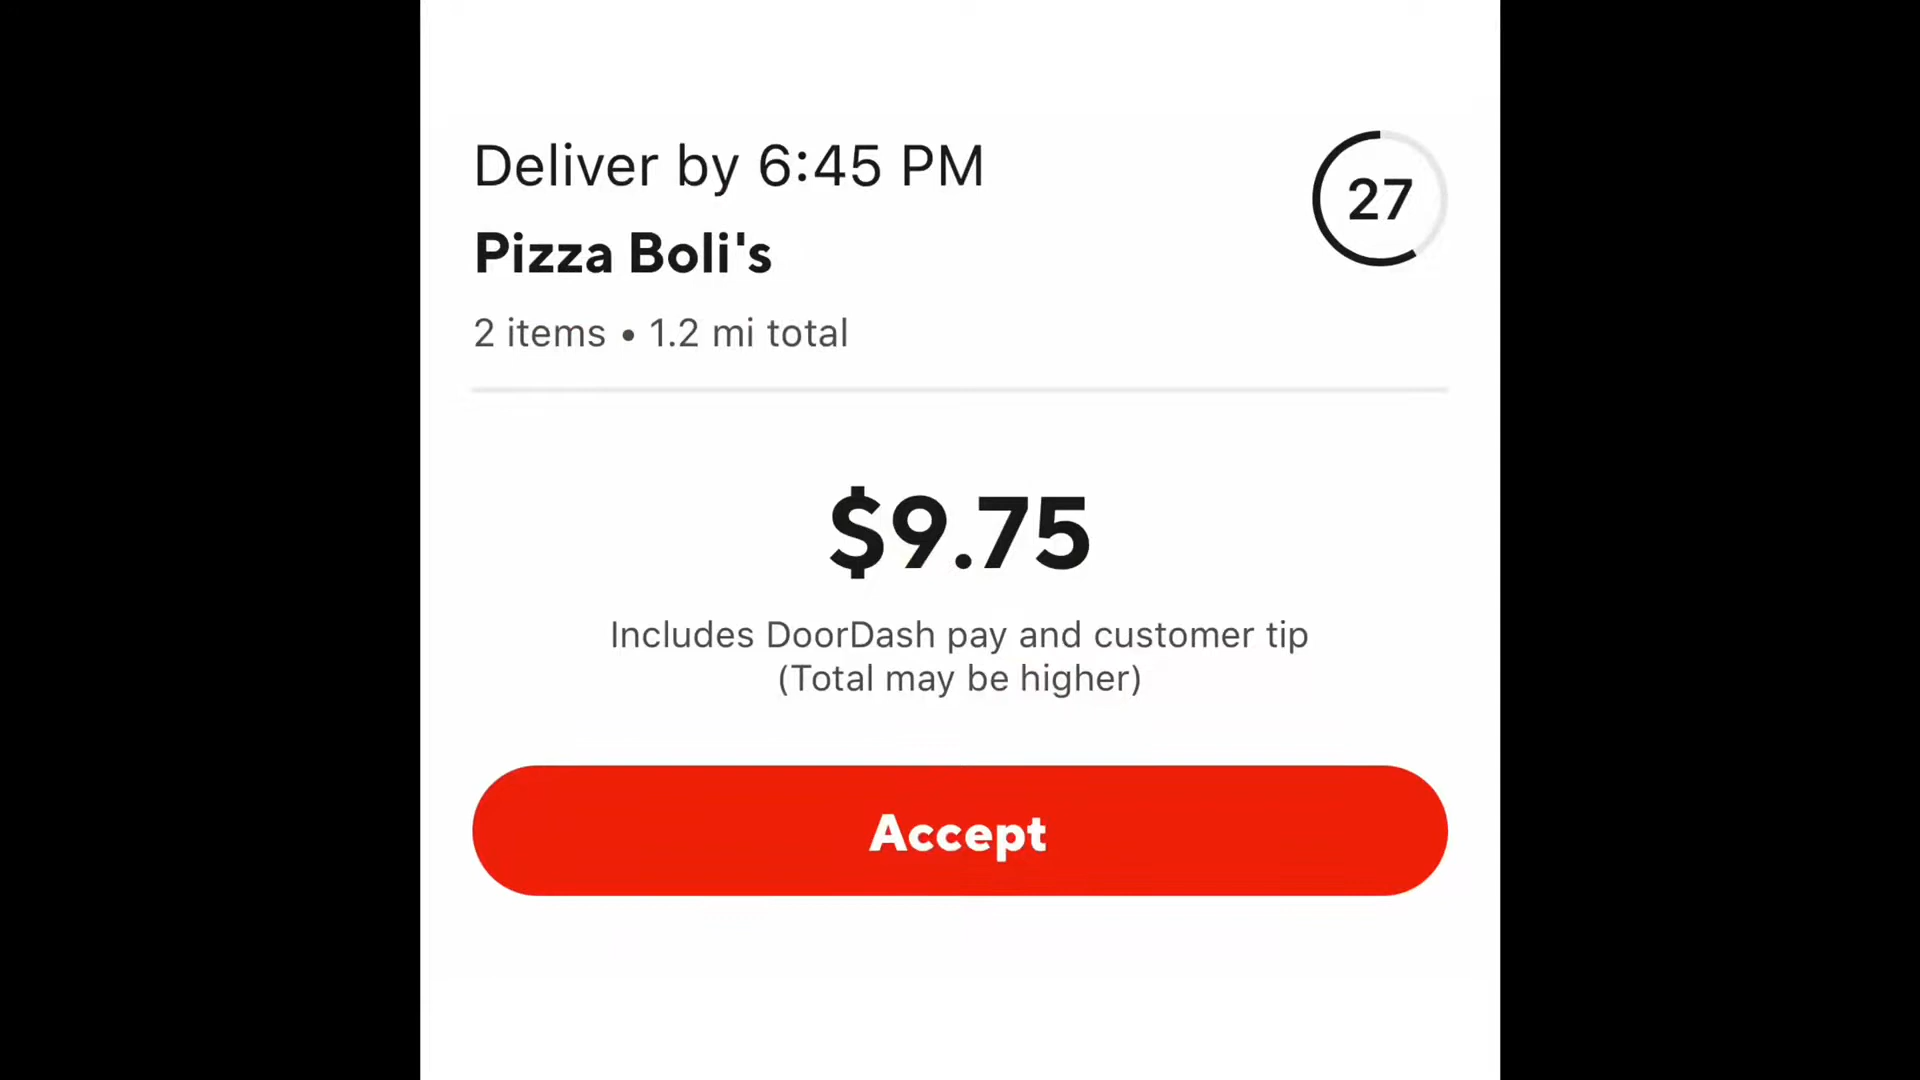 Deliver by 6:45 PM
27
Pizza Boli's
2 items • 1.2 mi total
$9.75
Includes DoorDash pay and customer tip
(Total may be higher)
Accept